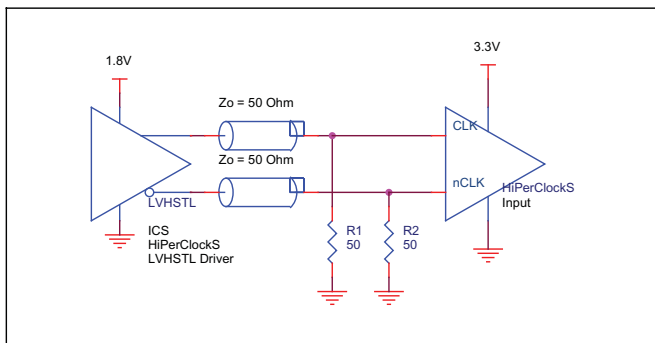 1.8V
3.3V
Zo = 50 Ohm
CLK
Zo = 50 Ohm
nCLK
HiPerClockS
Input
LVHSTL
ICS
HiPerClockS
LVHSTL Driver
R1
50
R2
50